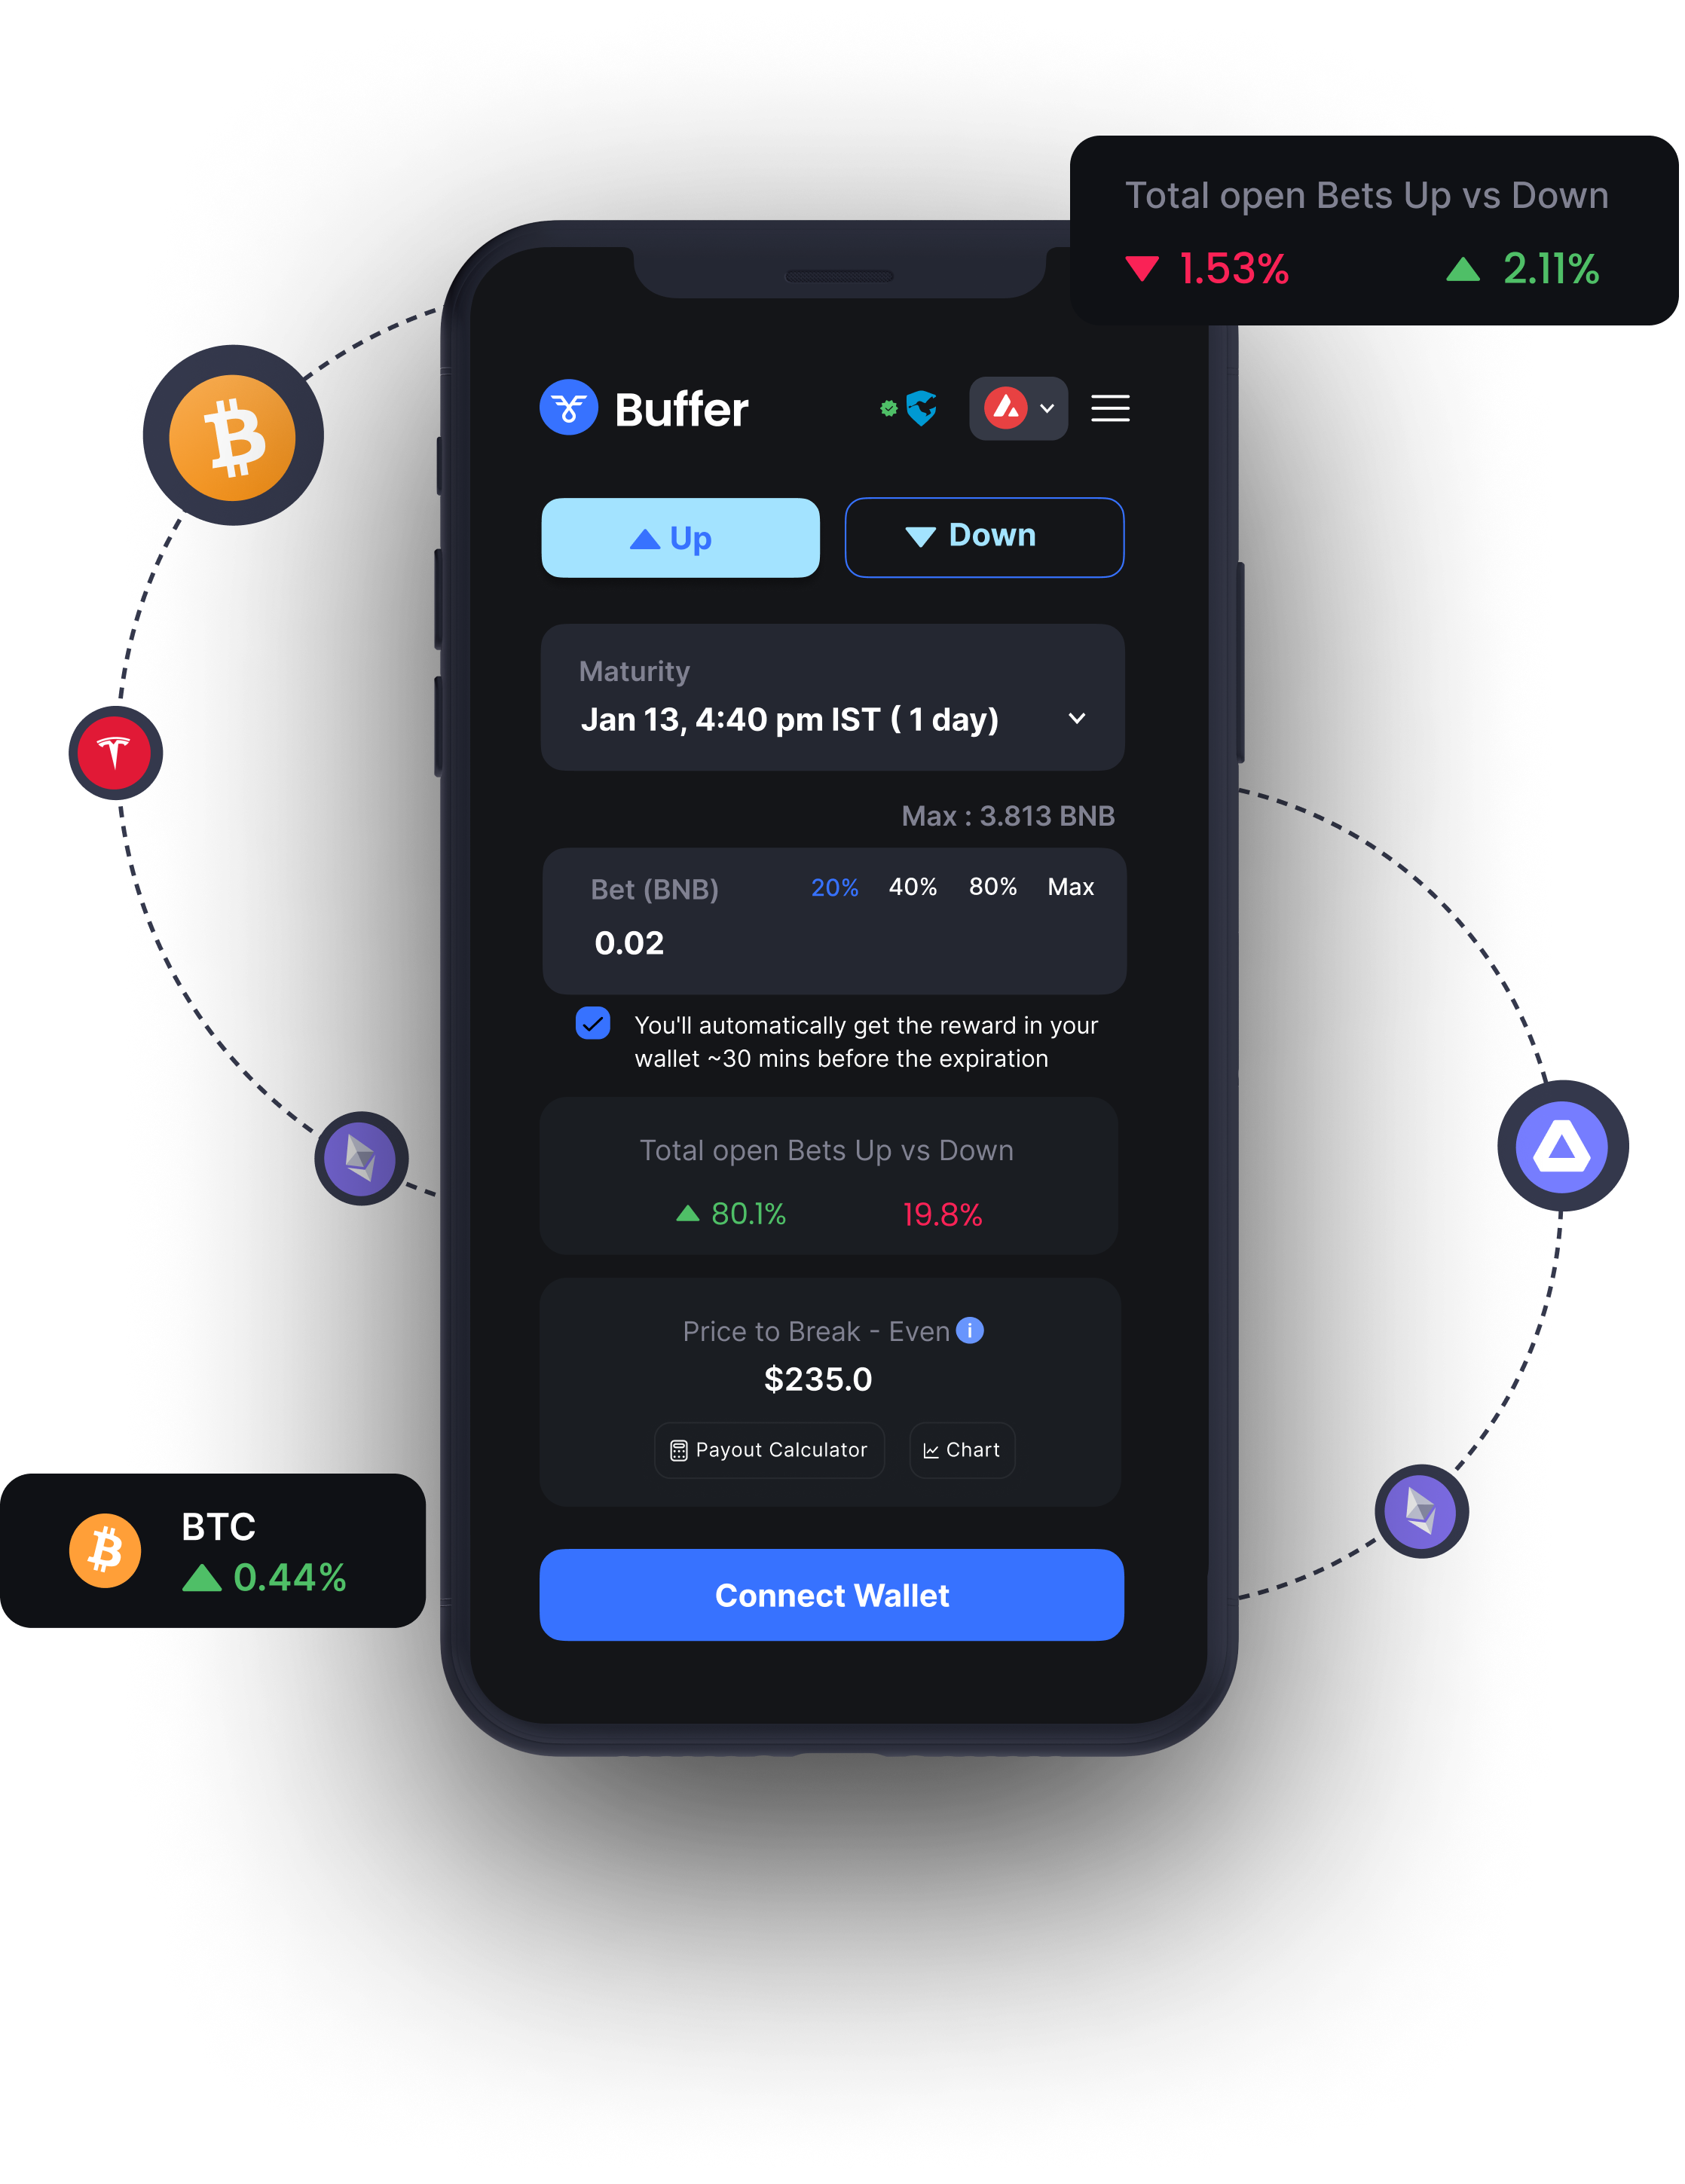 Total open Bets Up vs Down
1.53% 2.11%
Buffer
Up Down
Maturity
Jan 13, 4:40 pm IST ( 1 day)
Max : 3.813 BNB
Bet (BNB) 20% 40% 80% Max
0.02
You'll automatically get the reward in your
wallet ~30 mins before the expiration
Total open Bets Up vs Down
80.1% 19.8%
Price to Break - Even i
$235.0
Payout Calculator Chart
BTC
0.44%
Connect Wallet